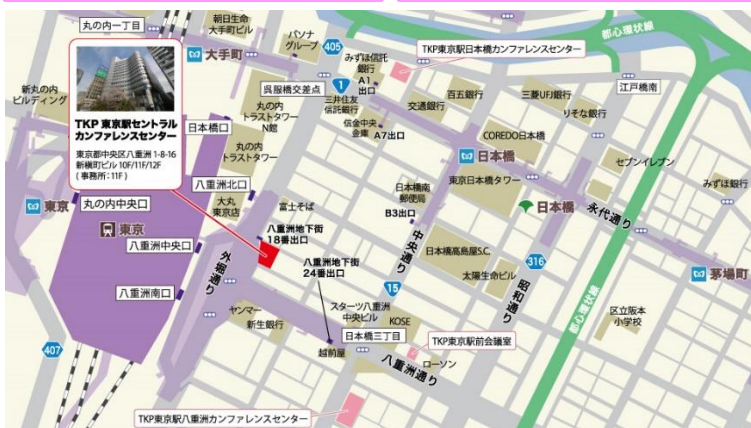 丸の内一丁目
朝日生命
大手町ビル
パソナ
グループ
405
みずほ信託
銀行
A1
出口
TKP東京駅日本橋カンファレンスセンター
都心環状線
大手町
呉服橋交差点
1
三井住友
信託銀行
交通銀行
百五銀行
三菱UFJ銀行
江戸橋南
りそな銀行
新丸の内
ビルディング
TKP 東京駅セントラル
カンファレンスセンター
東京都中央区八重洲 1-8-16
新槇町ビル 10F/11F/12F
( 事務所：11F )
日本橋口
丸の内
トラストタワー
N館
丸の内
トラストタワー
信金中央
金庫
A7出口
COREDO日本橋
日本橋
東京日本橋タワー
セブンイレブン
みずほ銀行
八重洲北口
大丸
東京店
富士そば
日本橋南
郵便局
B3出口
日本橋
永代通り
東京
丸の内中央口
東京
八重洲中央口
八重洲南口
外堀通り
八重洲地下街
18番出口
八重洲地下街
24番出口
中央通り
日本橋高島屋S.C.
太陽生命ビル
316
昭和通り
茅場町
15
都心環状線
区立阪本
小学校
ヤンマー
新生銀行
スターツ八重洲
中央ビル
KOSE
日本橋三丁目
TKP東京駅前会議室
407
越前屋
ローソン
八重洲通り
TKP東京駅八重洲カンファレンスセンター